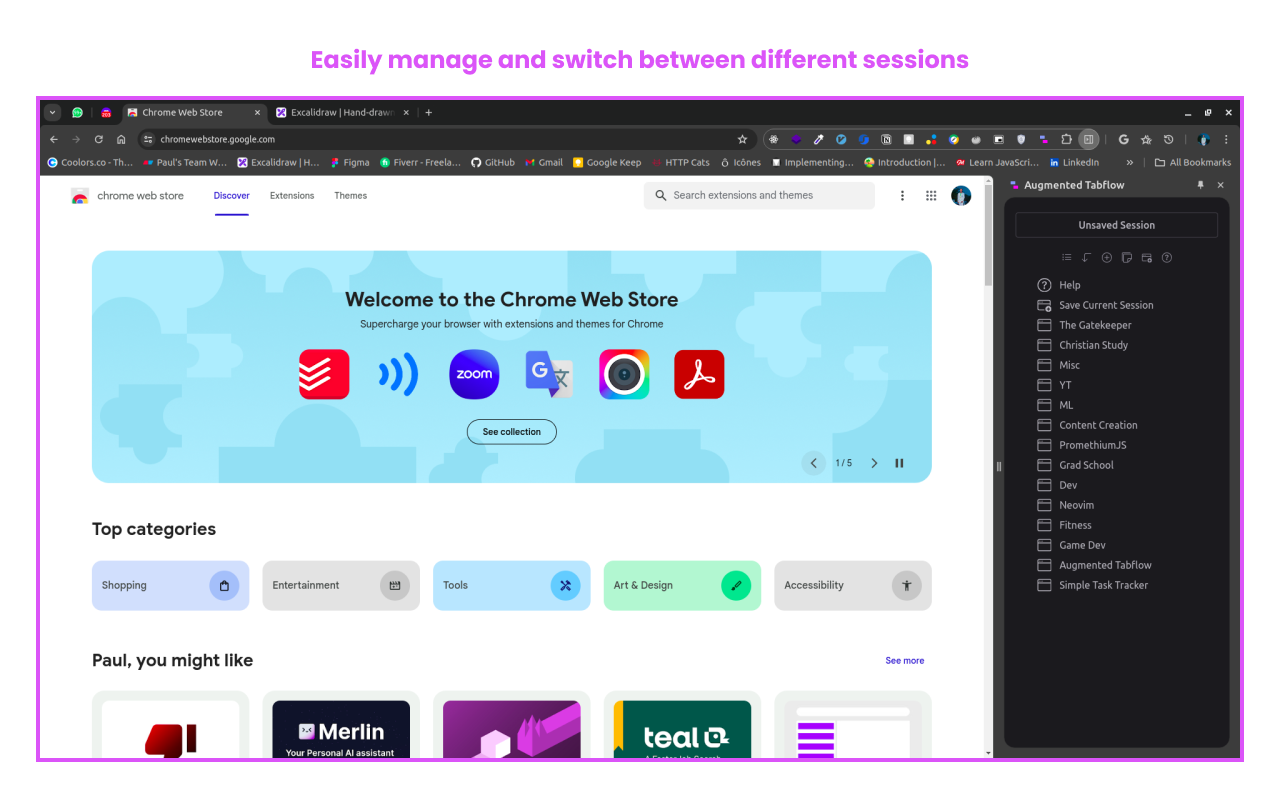 Easily manage and switch between different sessions
Chrome Web Store
Excalidraw | Hand-drawn
chromewebstore.google.com
Coolors.co - Th...
Paul's Team W...
Excalidraw | H...
Figma
Fiverr - Freela...
GitHub
Gmail
Google Keep
HTTP Cats
Icônes
Implementing...
Introduction |...
Learn JavaScri...
LinkedIn
All Bookmarks
chrome web store
Discover
Extensions
Themes
Search extensions and themes
Welcome to the Chrome Web Store
Supercharge your browser with extensions and themes for Chrome
zoom
See collection
1 / 5
Top categories
Shopping
Entertainment
Tools
Art & Design
Accessibility
Paul, you might like
See more
Merlin
Your Personal AI assistant
teal
A Faster Job Search
Augmented Tabflow
Unsaved Session
Help
Save Current Session
The Gatekeeper
Christian Study
Misc
YT
ML
Content Creation
PromethiumJS
Grad School
Dev
Neovim
Fitness
Game Dev
Augmented Tabflow
Simple Task Tracker